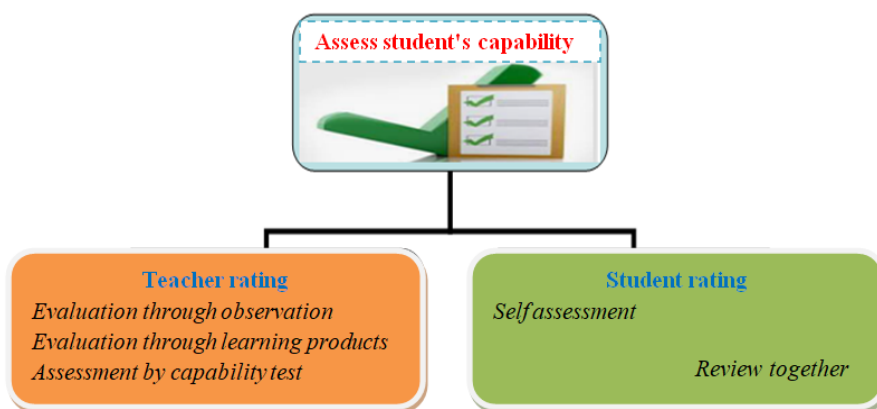 Assess student's capability
Teacher rating
Evaluation through observation
Evaluation through learning products
Assessment by capability test
Student rating
Self assessment
Review together